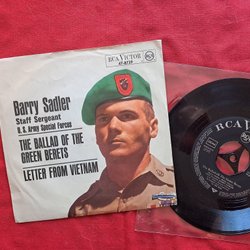 RCA VICTOR
Barry Sadler
Staff Sergeant
U. S. Army Special Forces
THE BALLAD OF THE
GREEN BERETS
LETTER FROM VIETNAM
RCA VICTOR